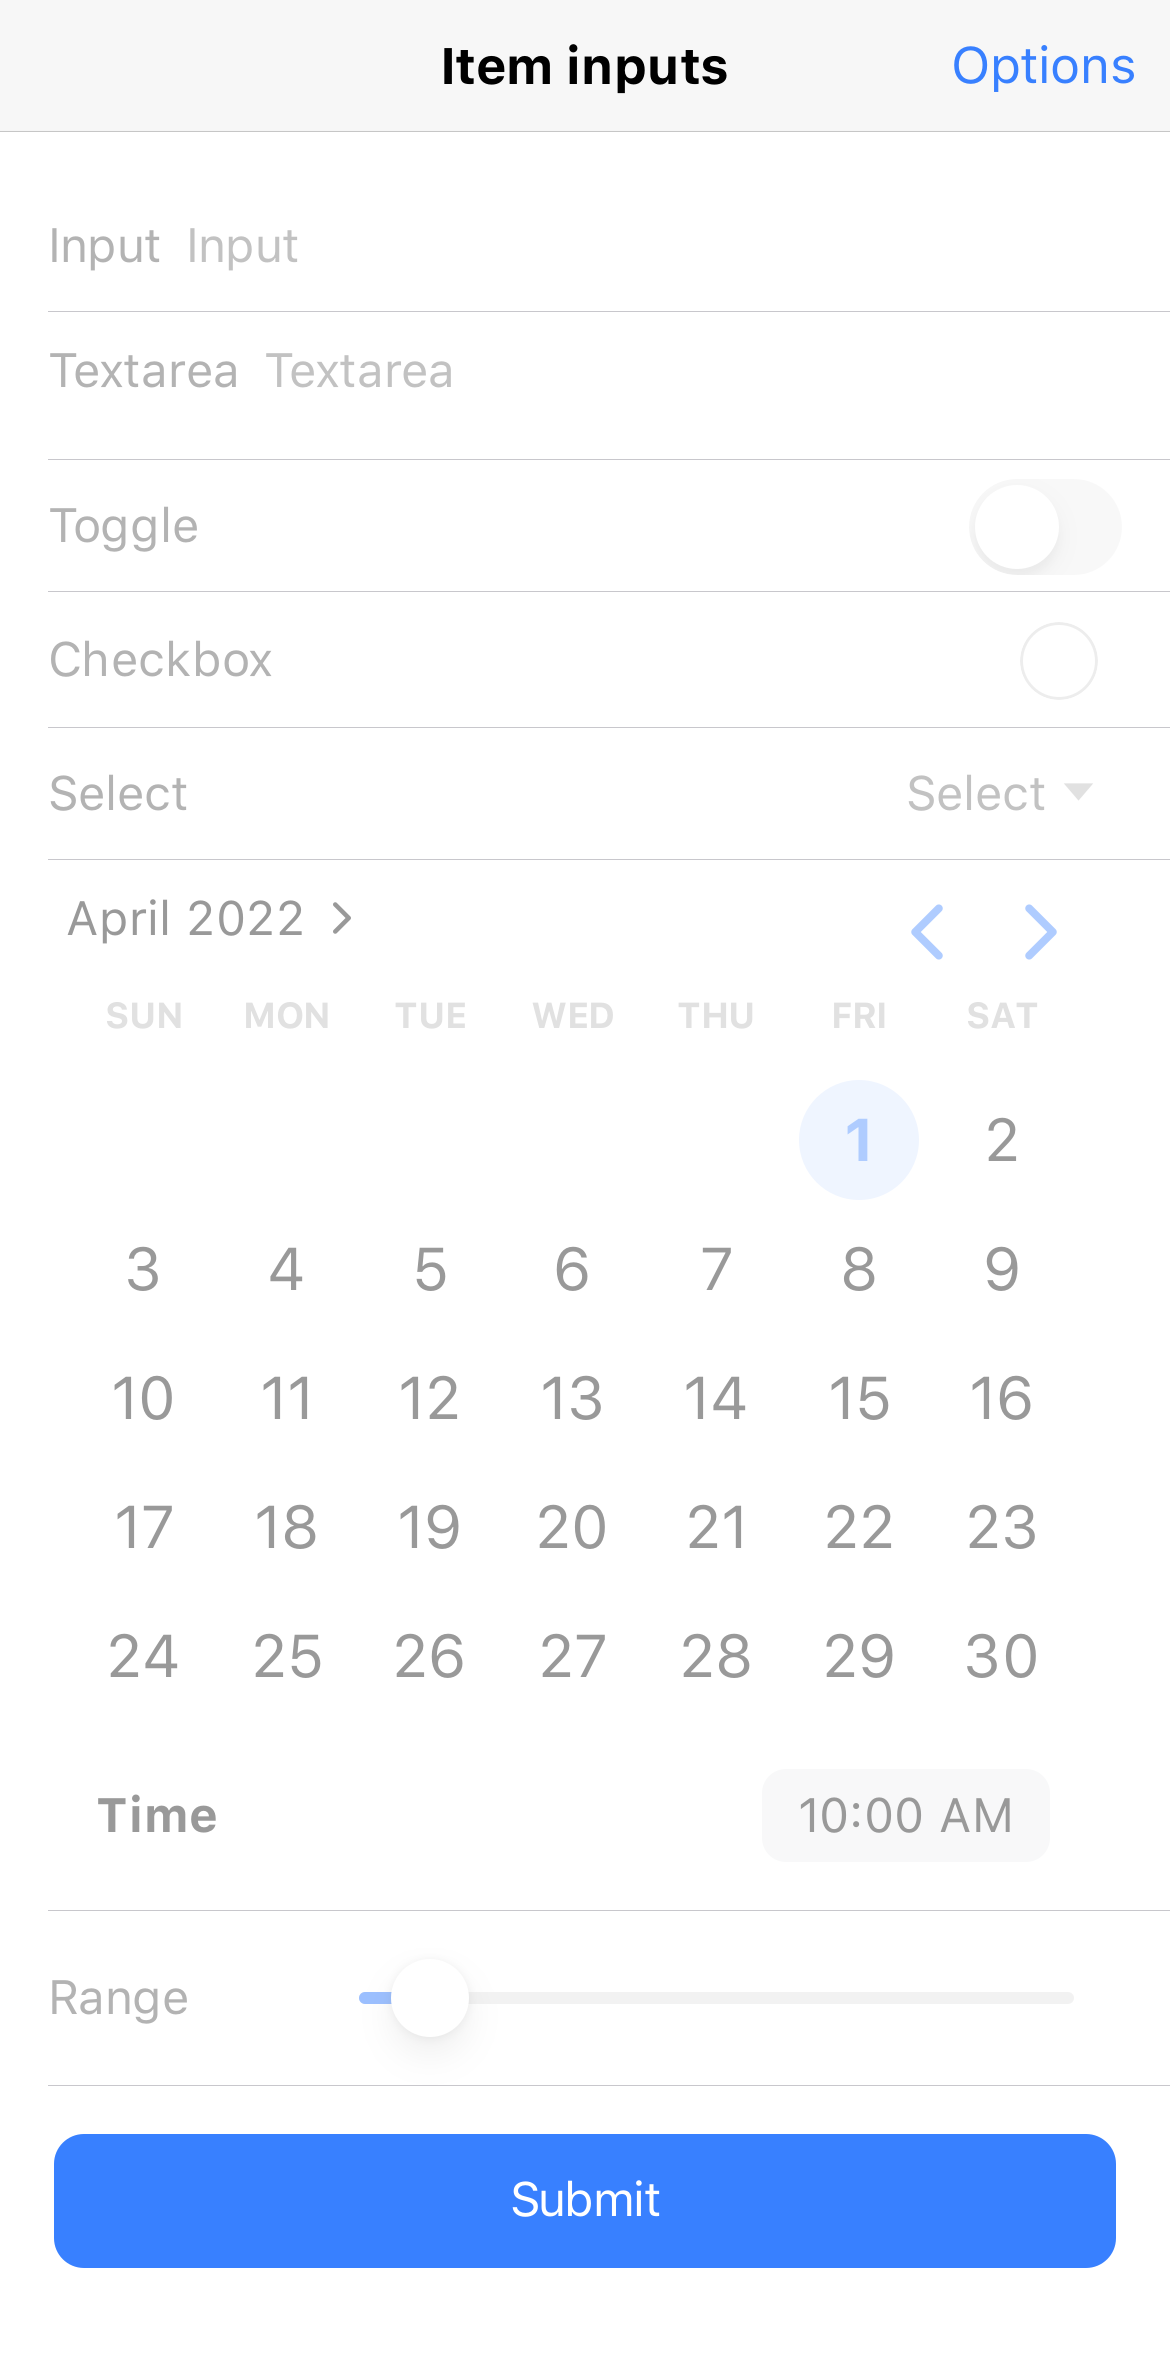 Item inputs Options
Input Input
Textarea Textarea
Toggle
Checkbox
Select Select
April 2022
SUN MON TUE WED THU FRI SAT
1 2
3 4 5 6 7 8 9
10 11 12 13 14 15 16
17 18 19 20 21 22 23
24 25 26 27 28 29 30
Time 10:00 AM
Range
Submit